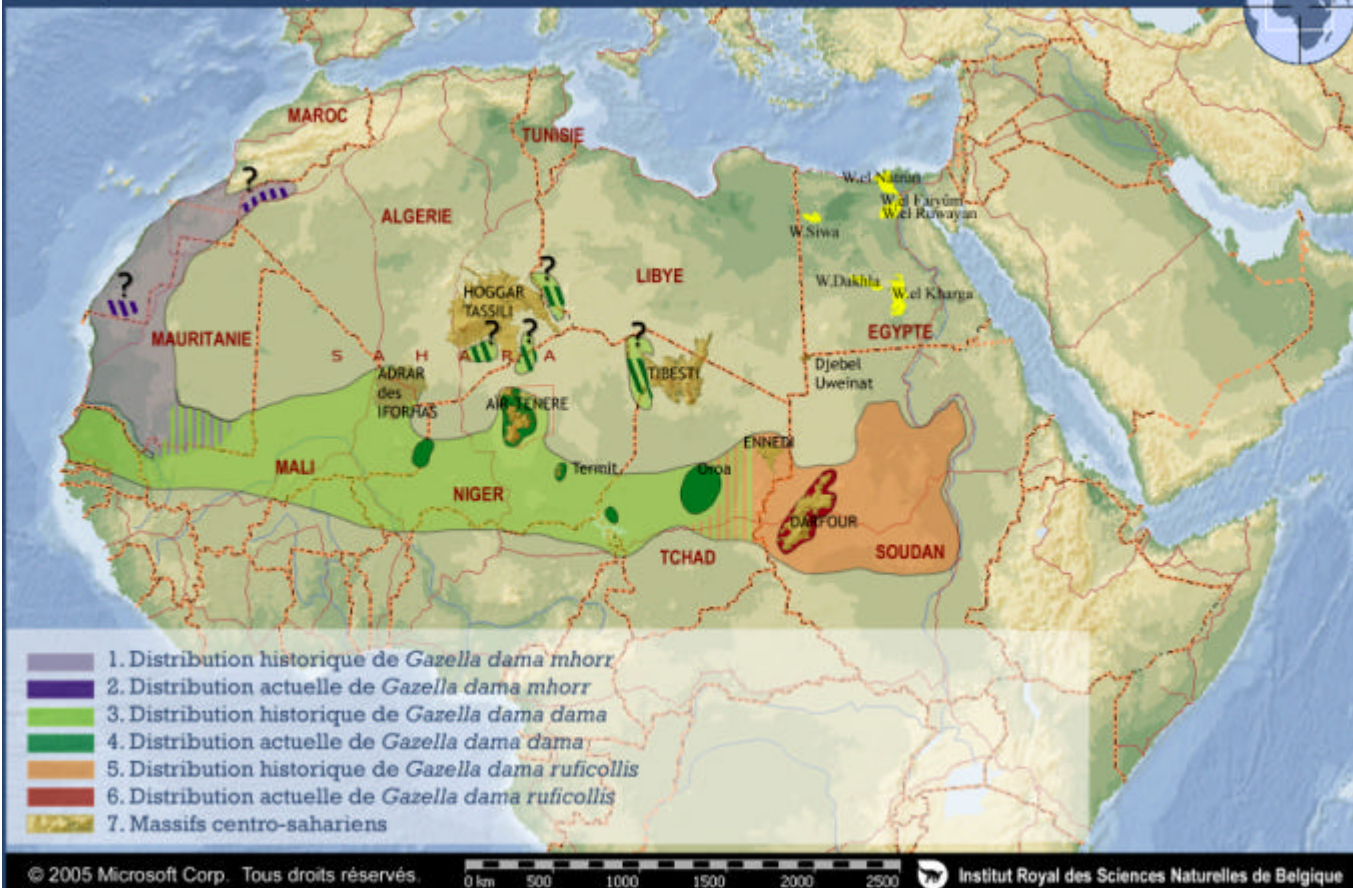 MAROC
TUNISIE
?
ALGERIE
LIBYE
W.el Natrun
W.el Faiyûm
W.el Ruwayan
W.Siwa
?
?
HOGGAR
TASSILI
W.Dakhla
W.el Kharga
MAURITANIE
EGYPTE
?
?
?
SAHARA
ADRAR
des
IFORHAS
TIBESTI
Djebel
Uweinat
AIR TENERE
ENNEDI
MALI
Termit
Oroa
NIGER
DARFOUR
TCHAD
SOUDAN
1. Distribution historique de Gazella dama mhorr
2. Distribution actuelle de Gazella dama mhorr
3. Distribution historique de Gazella dama dama
4. Distribution actuelle de Gazella dama dama
5. Distribution historique de Gazella dama ruficollis
6. Distribution actuelle de Gazella dama ruficollis
7. Massifs centro-sahariens
© 2005 Microsoft Corp. Tous droits réservés.
0 km 500 1000 1500 2000 2500
Institut Royal des Sciences Naturelles de Belgique